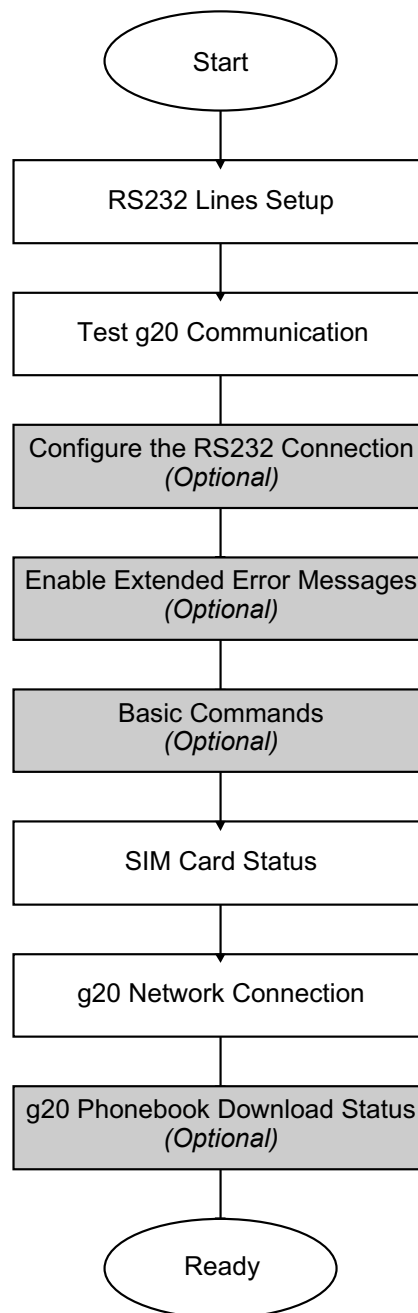 Start
RS232 Lines Setup
Test g20 Communication
Configure the RS232 Connection
(Optional)
Enable Extended Error Messages
(Optional)
Basic Commands
(Optional)
SIM Card Status
g20 Network Connection
g20 Phonebook Download Status
(Optional)
Ready